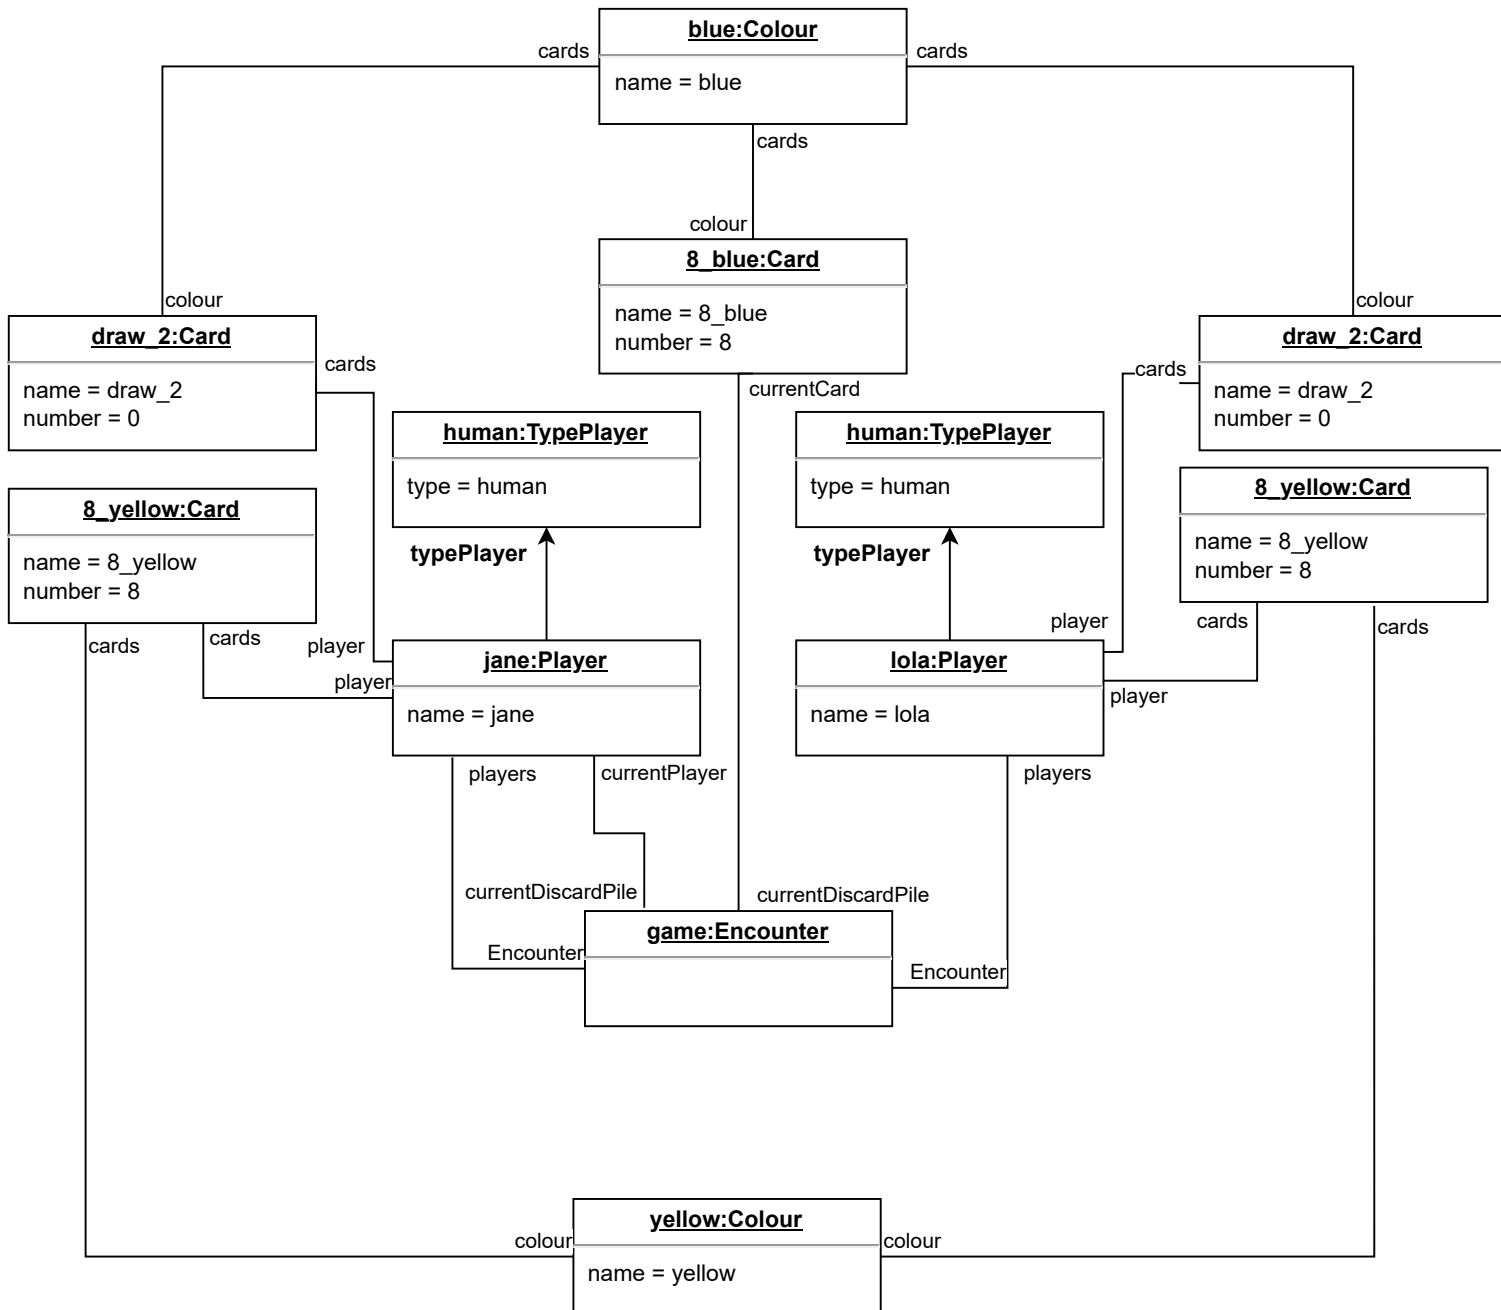 blue:Colour
cards
cards
name = blue
cards
colour
8_blue:Card
name = 8_blue
number = 8
currentCard
colour
draw_2:Card
cards
name = draw_2
number = 0
colour
draw_2:Card
cards
name = draw_2
number = 0
human:TypePlayer
type = human
typePlayer
human:TypePlayer
type = human
typePlayer
8_yellow:Card
name = 8_yellow
number = 8
cards
cards
player
player
8_yellow:Card
name = 8_yellow
number = 8
cards
cards
player
player
jane:Player
name = jane
players
currentPlayer
lola:Player
name = lola
players
currentDiscardPile
currentDiscardPile
game:Encounter
Encounter
Encounter
yellow:Colour
colour
colour
name = yellow